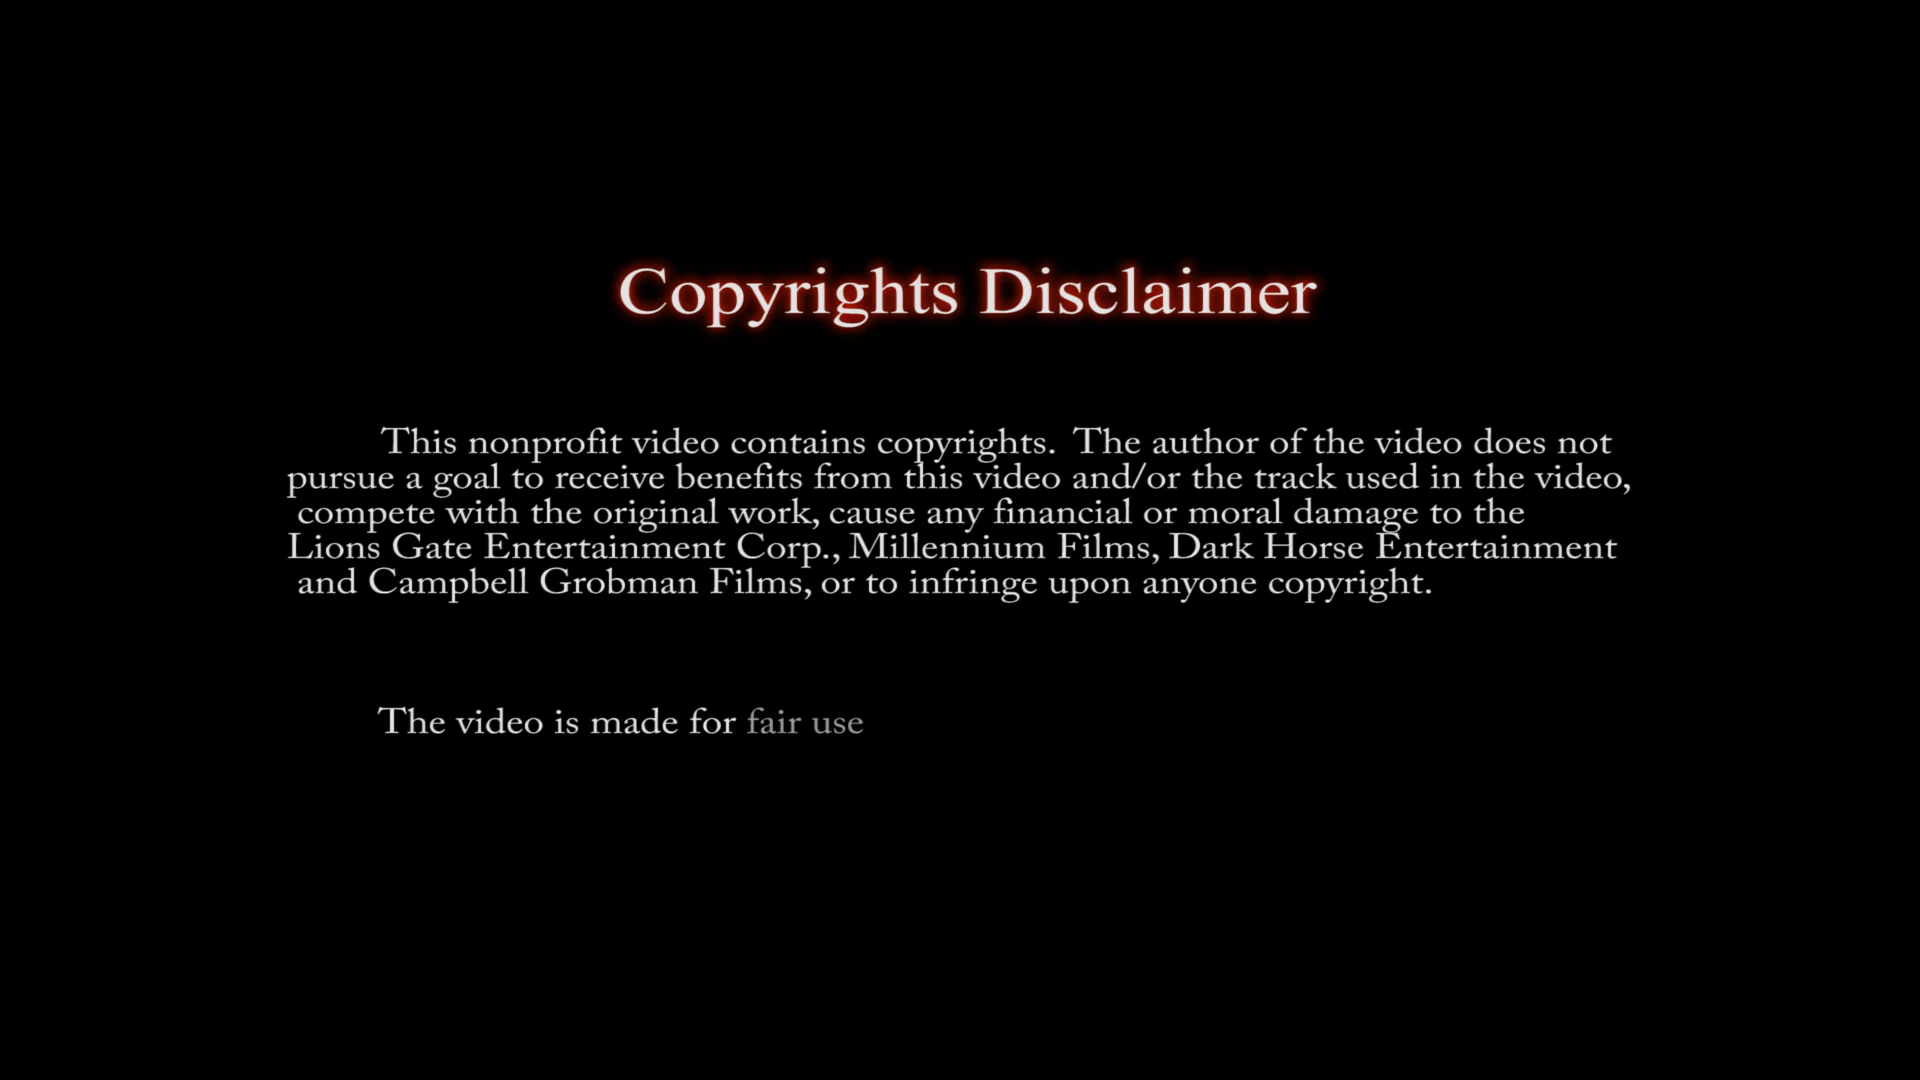 Copyrights Disclaimer
This nonprofit video contains copyrights. The author of the video does not
pursue a goal to receive benefits from this video and/or the track used in the video,
compete with the original work, cause any financial or moral damage to the
Lions Gate Entertainment Corp., Millennium Films, Dark Horse Entertainment
and Campbell Grobman Films, or to infringe upon anyone copyright.
The video is made for fair use